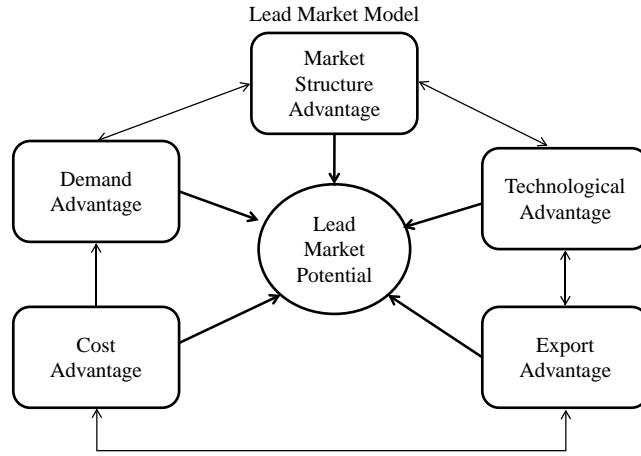 Lead Market Model
Market
Structure
Advantage
Demand
Advantage
Technological
Advantage
Lead
Market
Potential
Cost
Advantage
Export
Advantage